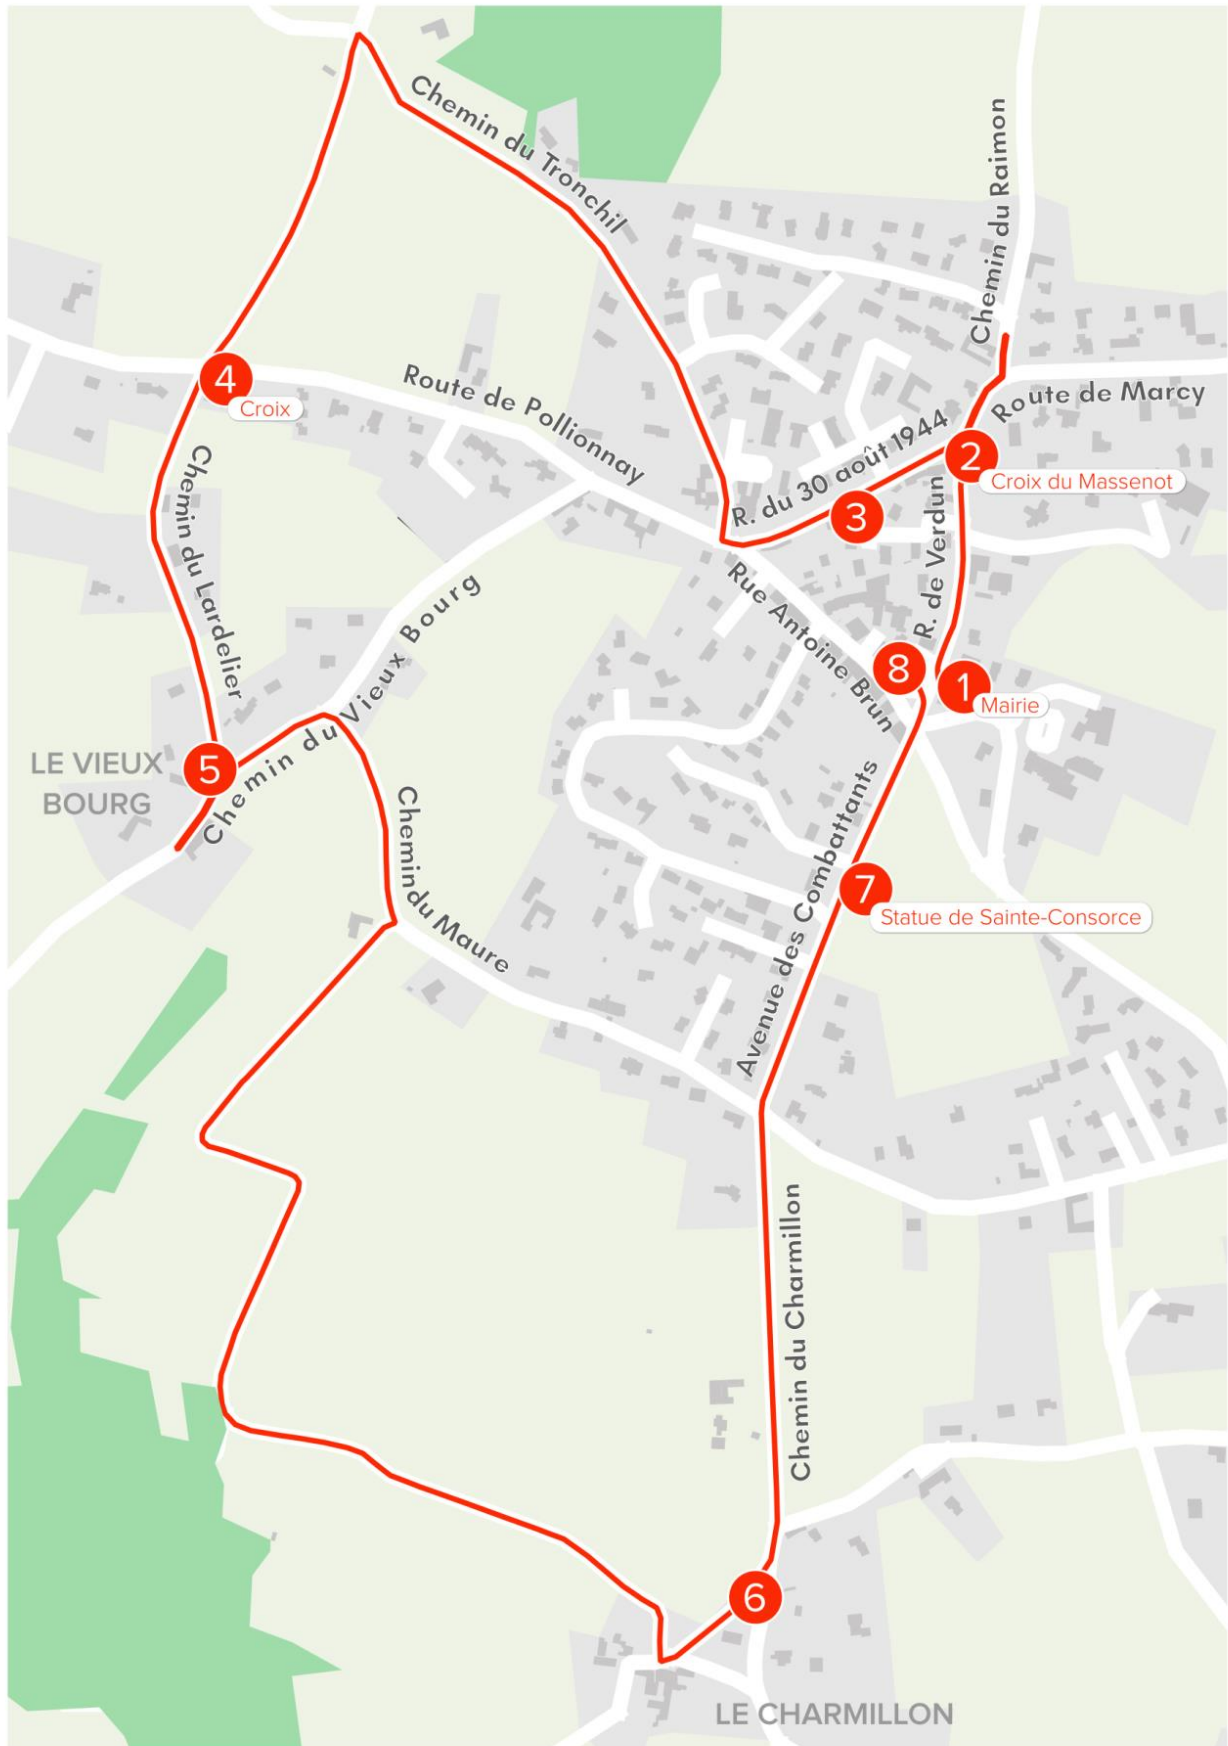 Chemin du Tronchil
Chemin du Raimon
4
Croix
Route de Pollionnay
Route de Marcy
R. du 30 août 1944
2
Croix du Massenot
3
Chemin du Lardelier
R. de Verdun
Rue Antoine Brun
8
1
Mairie
LE VIEUX
BOURG
5
Chemin du Vieux Bourg
Chemin du Maure
Avenue des Combattants
7
Statue de Sainte-Consorce
Chemin du Charmillon
6
LE CHARMILLON